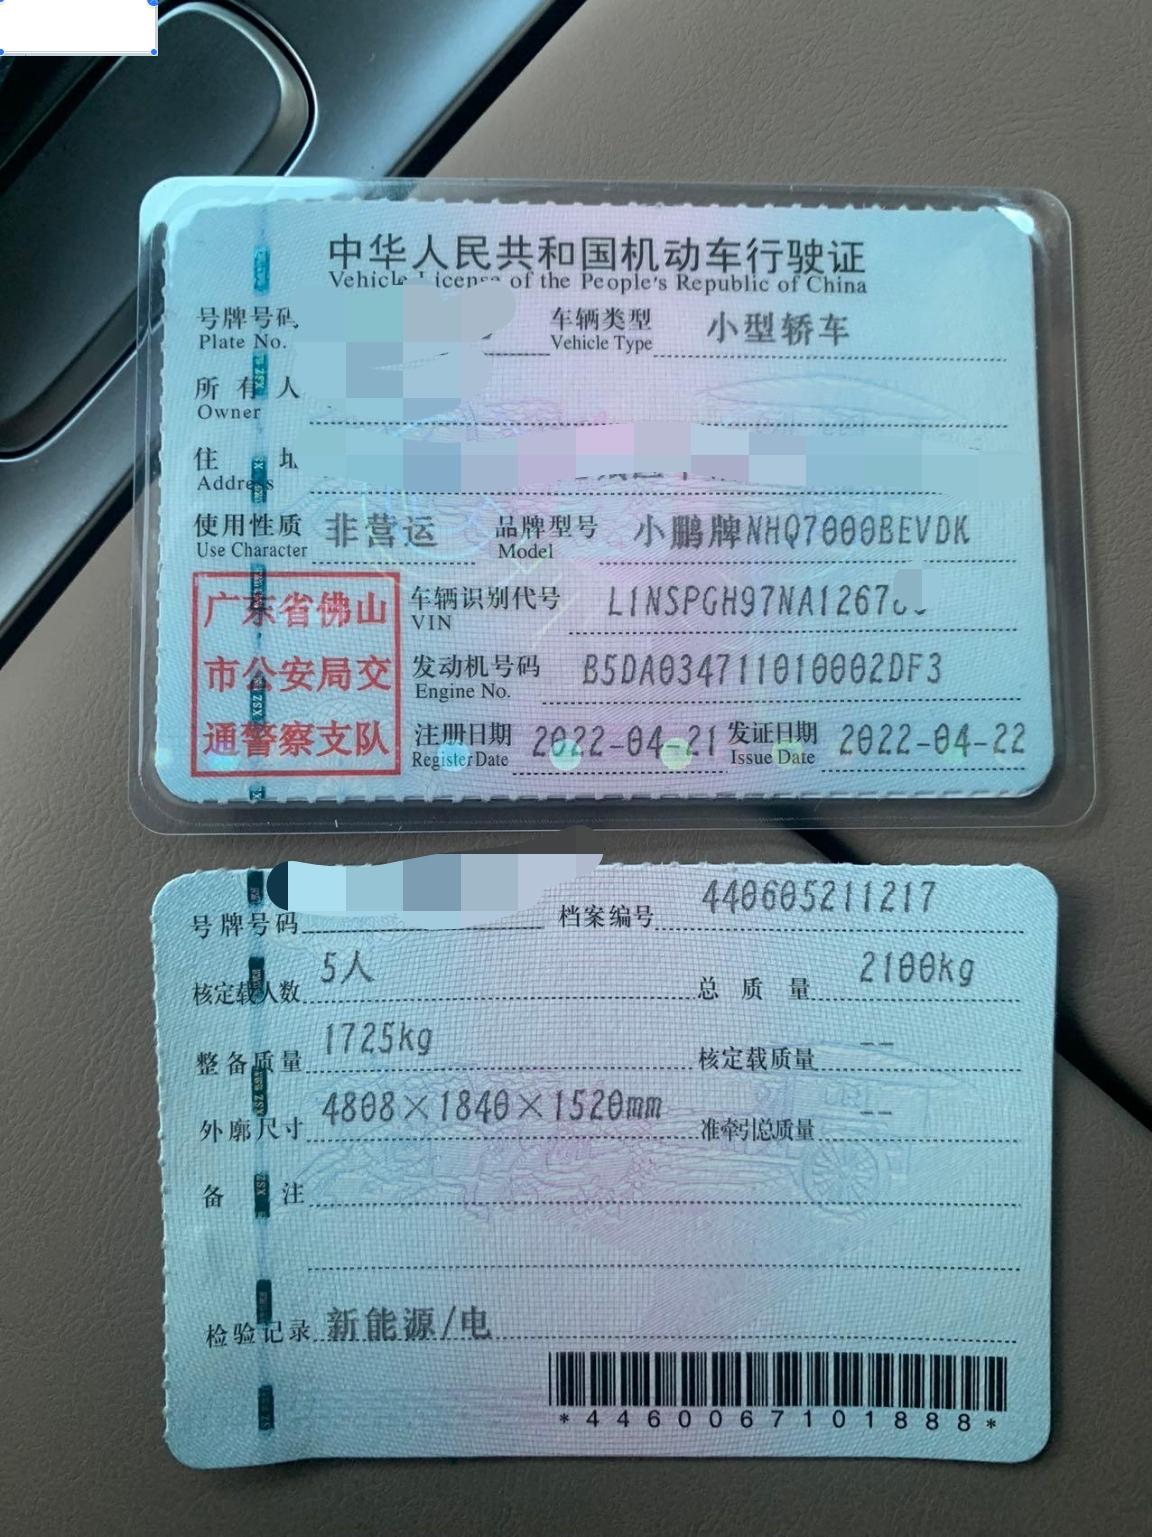 中华人民共和国机动车行驶证
Vehicle License of the People's Republic of China
号牌号码 车辆类型 小型轿车
Plate No. Vehicle Type
所有人
Owner
住址
Address
使用性质 非营运 品牌型号 小鹏牌NHQ7000BEVDK
Use Character Model
广东省佛山 车辆识别代号 L1NSPGH97NA1267
VIN
市公安局交 发动机号码 B5DA034711010002DF3
Engine No.
通警察支队 注册日期 2022-04-21 发证日期 2022-04-22
Register Date Issue Date
号牌号码 档案编号 440605211217
核定载人数 5人 总质量 2100kg
整备质量 1725kg 核定载质量 --
外廓尺寸 4808×1840×1520mm 准牵引总质量 --
备注
检验记录 新能源/电
*4460067101888*